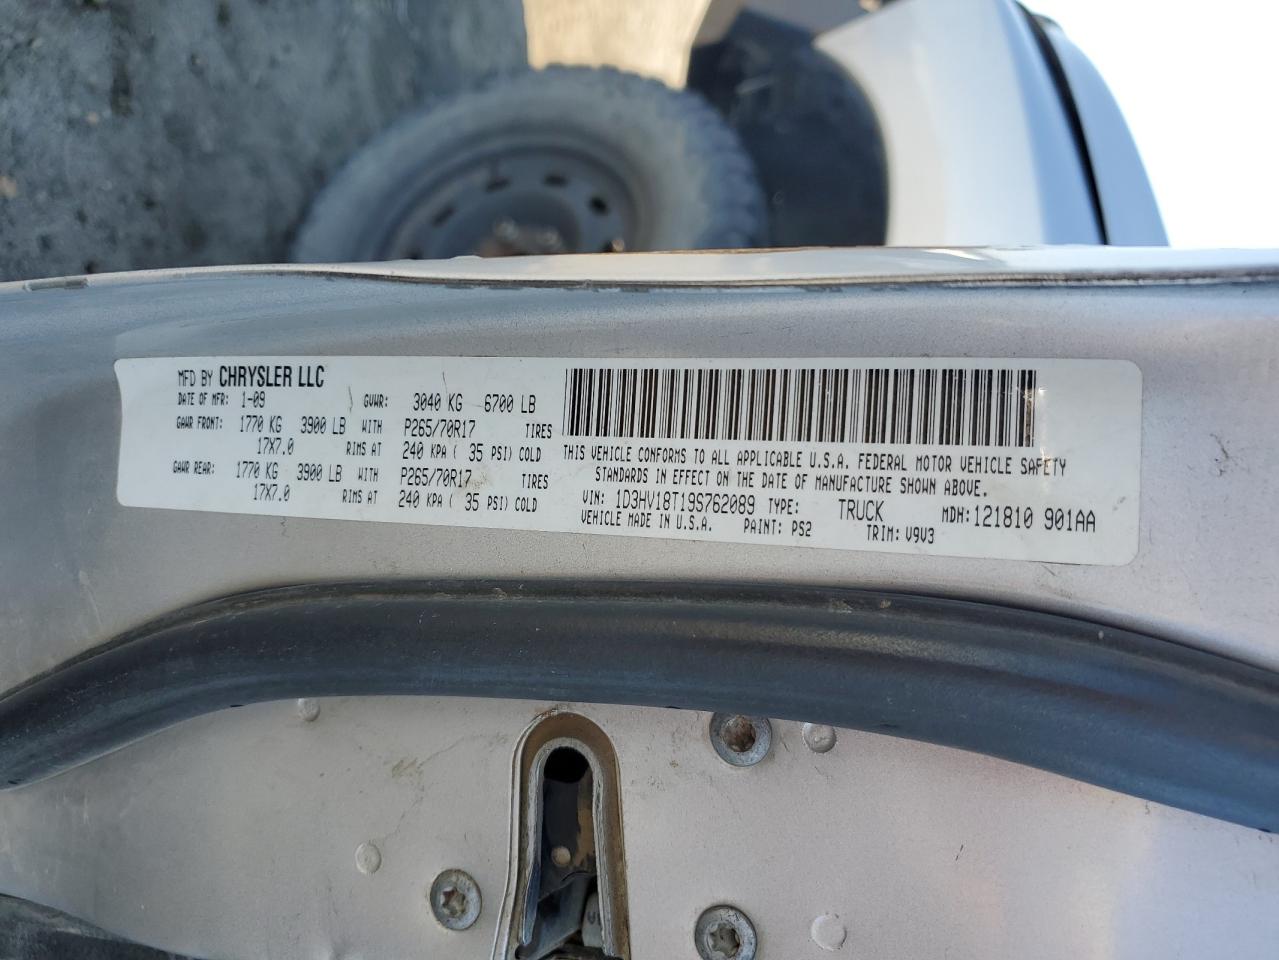 MFD BY CHRYSLER LLC
DATE OF MFR: 1-09 GVWR: 3040 KG 6700 LB
GAWR FRONT: 1770 KG 3900 LB WITH P265/70R17 TIRES
17X7.0 RIMS AT 240 KPA ( 35 PSI) COLD
GAWR REAR: 1770 KG 3900 LB WITH P265/70R17 TIRES
17X7.0 RIMS AT 240 KPA ( 35 PSI) COLD
THIS VEHICLE CONFORMS TO ALL APPLICABLE U.S.A. FEDERAL MOTOR VEHICLE SAFETY
STANDARDS IN EFFECT ON THE DATE OF MANUFACTURE SHOWN ABOVE.
VIN: 1D3HV18T19S762089 TYPE: TRUCK MDH: 121810 901AA
VEHICLE MADE IN U.S.A. PAINT: PS2 TRIM: V9V3